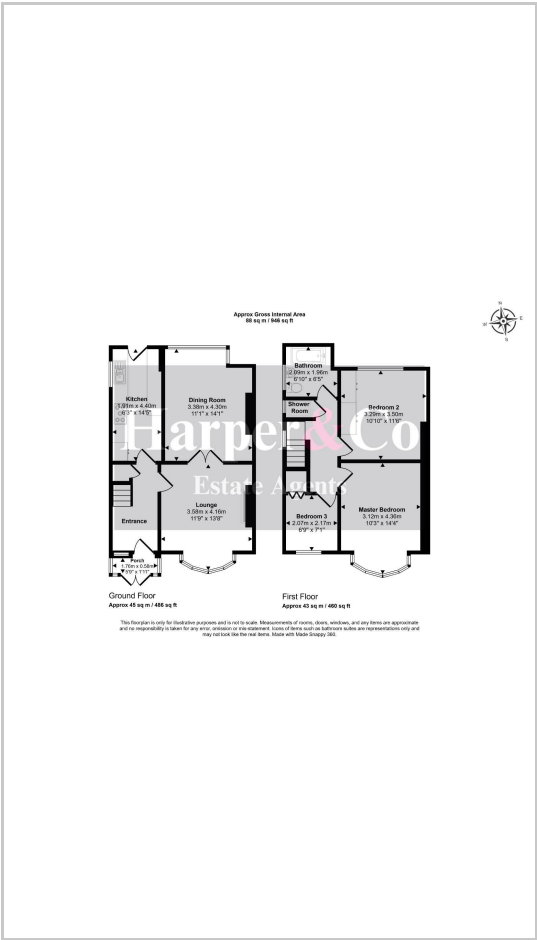 Approx Gross Internal Area
88 sq m / 946 sq ft
N
E
S
W
Kitchen
1.91m x 4.40m
6'3" x 14'5"
Dining Room
3.38m x 4.30m
11'1" x 14'1"
Bathroom
2.09m x 1.96m
6'10" x 6'5"
Shower
Room
Bedroom 2
3.29m x 3.50m
10'10" x 11'6"
Harper&Co
Estate Agents
Entrance
Lounge
3.58m x 4.16m
11'9" x 13'8"
Bedroom 3
2.07m x 2.17m
6'9" x 7'1"
Master Bedroom
3.12m x 4.36m
10'3" x 14'4"
Porch
1.76m x 0.58m
5'9" x 1'11"
Ground Floor
Approx 45 sq m / 486 sq ft
First Floor
Approx 43 sq m / 460 sq ft
This floorplan is only for illustrative purposes and is not to scale. Measurements of rooms, doors, windows, and any items are approximate
and no responsibility is taken for any error, omission or mis-statement. Icons of items such as bathroom suites are representations only and
may not look like the real items. Made with Made Snappy 360.